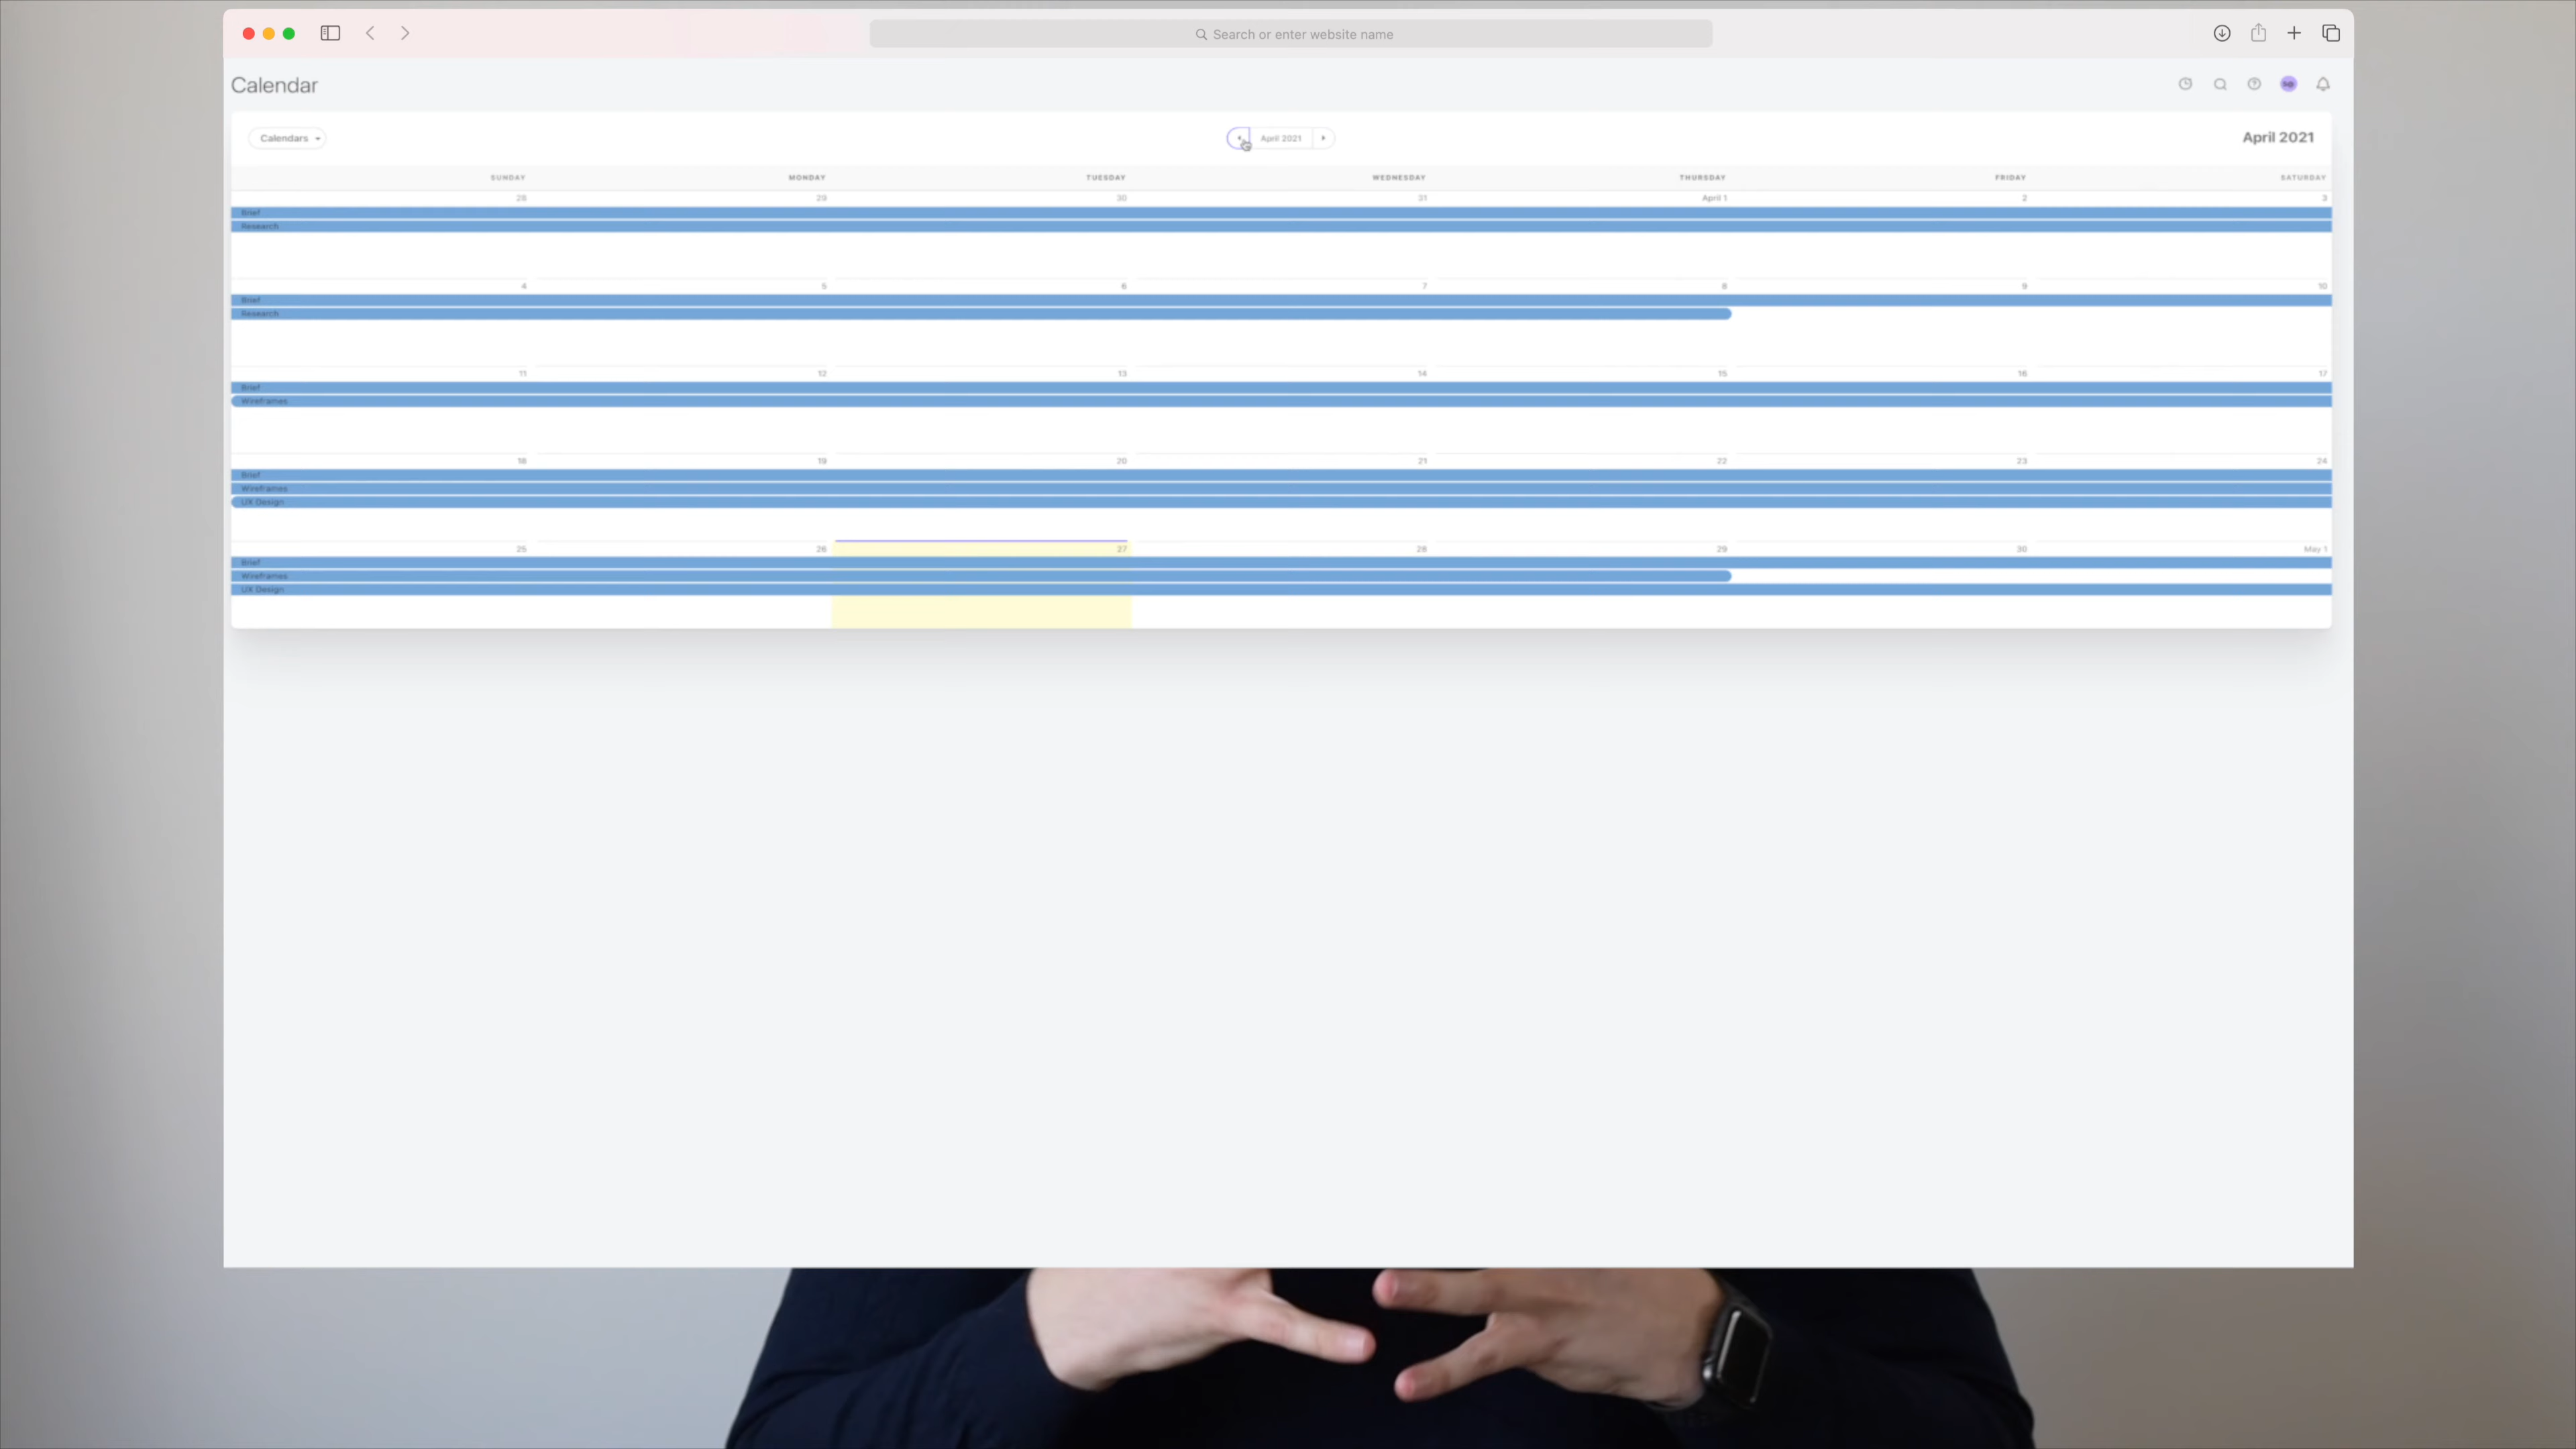 Search or enter website name
Calendar
Calendars
April 2021
April 2021
SUNDAY MONDAY TUESDAY WEDNESDAY THURSDAY FRIDAY SATURDAY
28 29 30 31 April 1 2 3
Brief
Research
4 5 6 7 8 9 10
Brief
Research
11 12 13 14 15 16 17
Brief
Wireframes
18 19 20 21 22 23 24
Brief
Wireframes
UX Design
25 26 27 28 29 30 May 1
Brief
Wireframes
UX Design